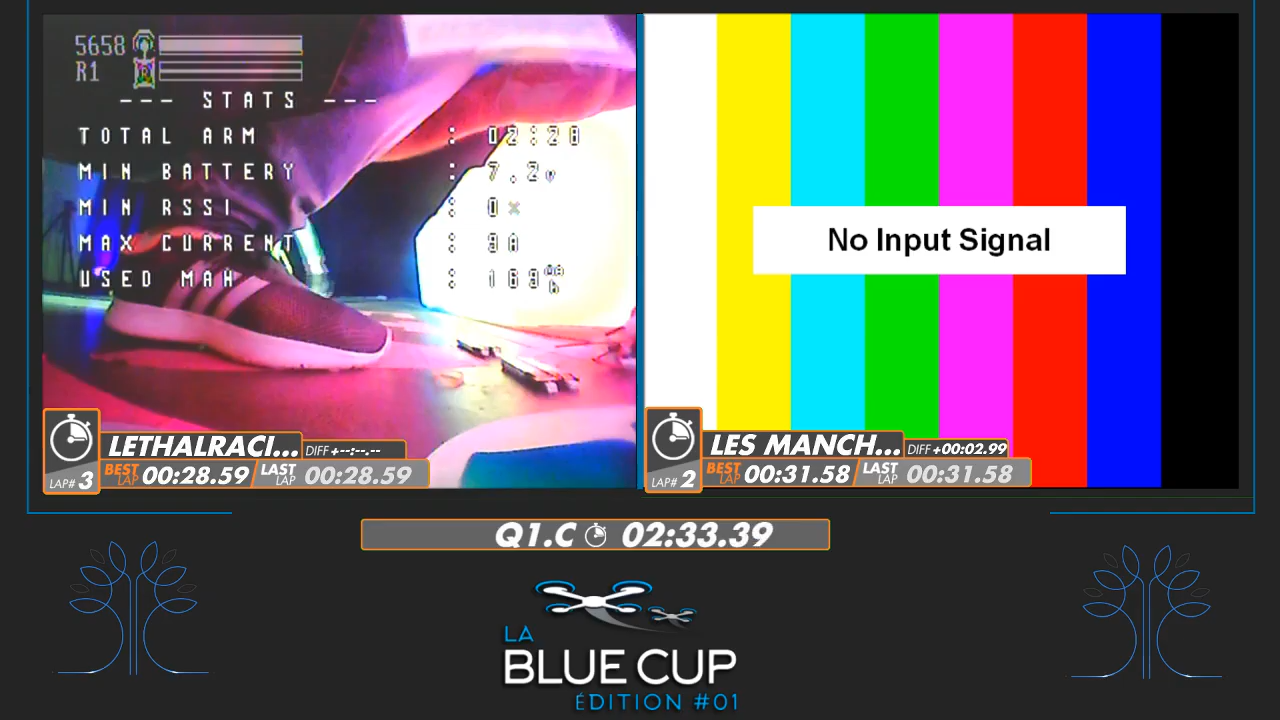 5658
R1
--- STATS ---
TOTAL ARM : 02:28
MIN BATTERY : 7.2V
MIN RSSI : 0%
MAX CURRENT : 9A
USED MAH : 169
No Input Signal
LETHALRACI... DIFF +--:--.--
LAP# 3 BEST LAP 00:28.59 LAST LAP 00:28.59
LES MANCH... DIFF +00:02.99
LAP# 2 BEST LAP 00:31.58 LAST LAP 00:31.58
Q1.C 02:33.39
LA
BLUE CUP
ÉDITION #01